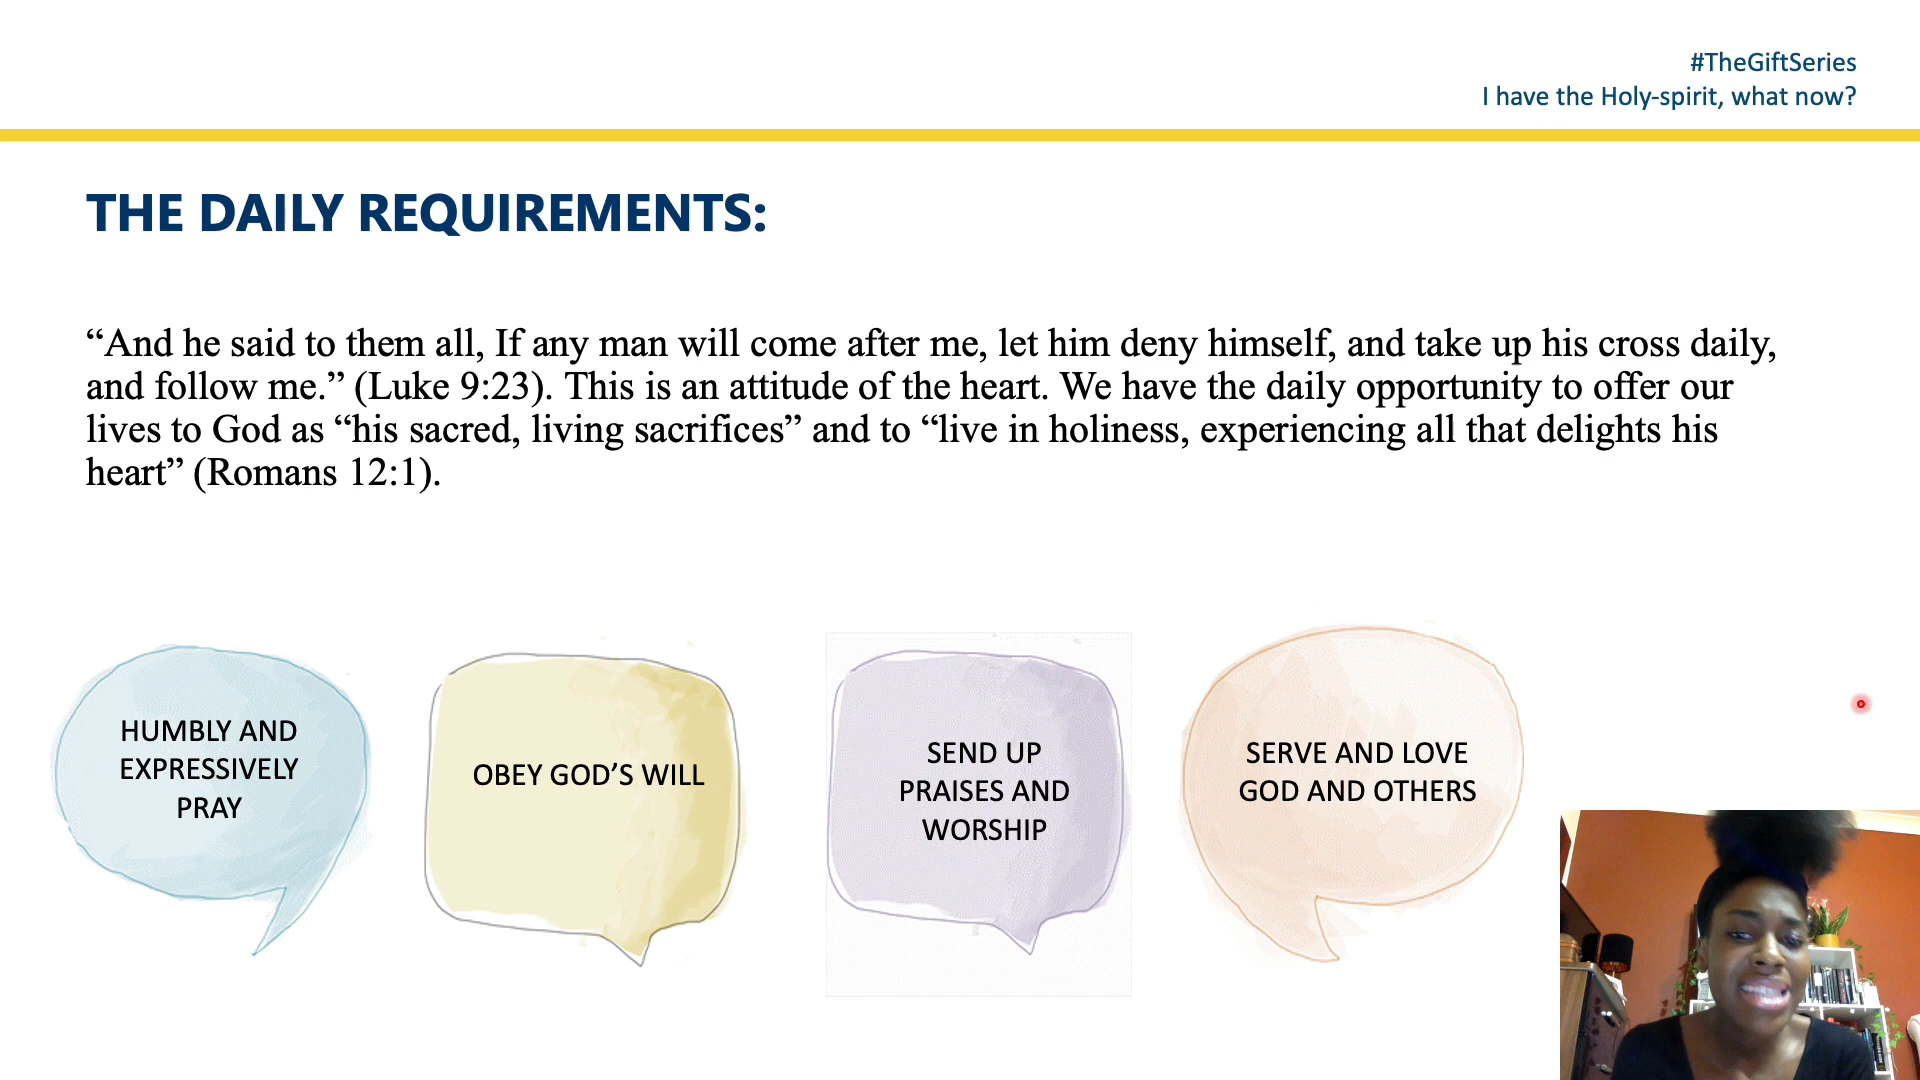 #TheGiftSeries
I have the Holy-spirit, what now?
THE DAILY REQUIREMENTS:
“And he said to them all, If any man will come after me, let him deny himself, and take up his cross daily,
and follow me.” (Luke 9:23). This is an attitude of the heart. We have the daily opportunity to offer our
lives to God as “his sacred, living sacrifices” and to “live in holiness, experiencing all that delights his
heart” (Romans 12:1).
HUMBLY AND
EXPRESSIVELY
PRAY
OBEY GOD’S WILL
SEND UP
PRAISES AND
WORSHIP
SERVE AND LOVE
GOD AND OTHERS